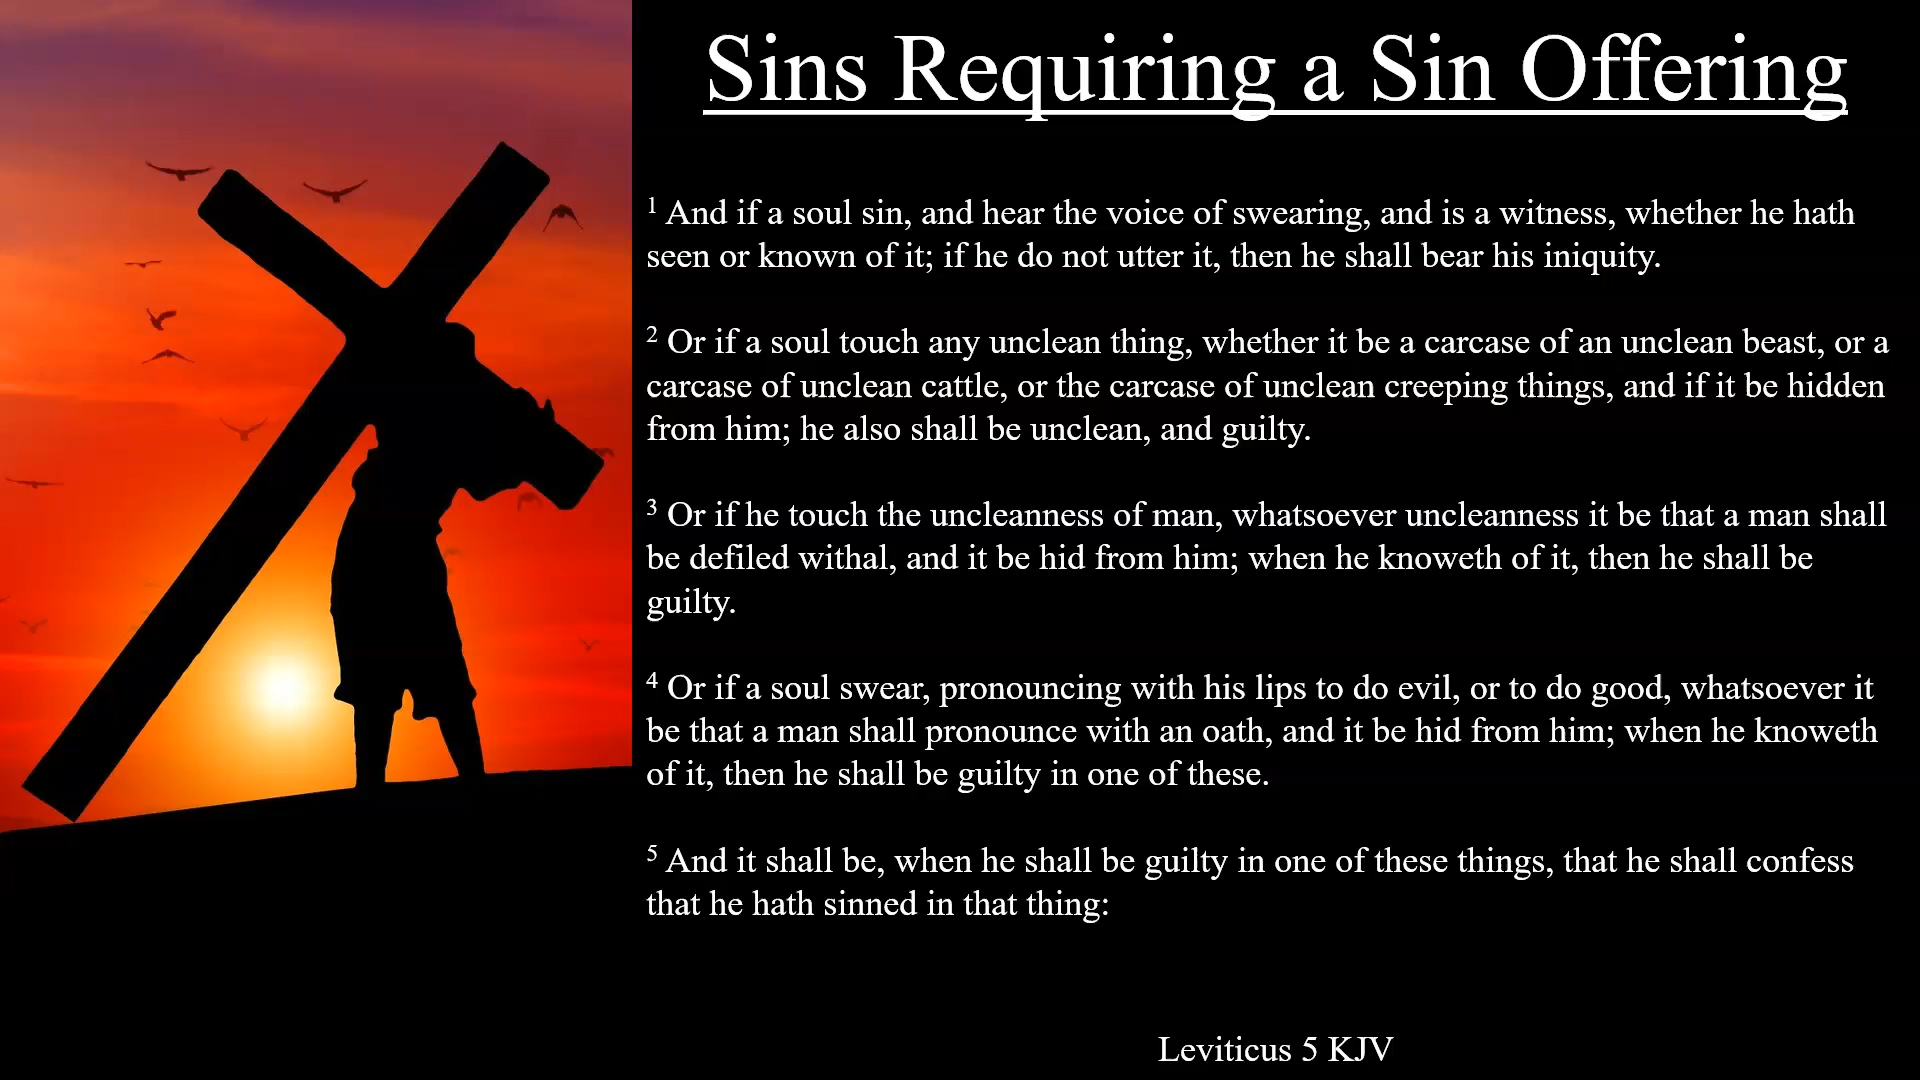 Sins Requiring a Sin Offering
1 And if a soul sin, and hear the voice of swearing, and is a witness, whether he hath
seen or known of it; if he do not utter it, then he shall bear his iniquity.
2 Or if a soul touch any unclean thing, whether it be a carcase of an unclean beast, or a
carcase of unclean cattle, or the carcase of unclean creeping things, and if it be hidden
from him; he also shall be unclean, and guilty.
3 Or if he touch the uncleanness of man, whatsoever uncleanness it be that a man shall
be defiled withal, and it be hid from him; when he knoweth of it, then he shall be
guilty.
4 Or if a soul swear, pronouncing with his lips to do evil, or to do good, whatsoever it
be that a man shall pronounce with an oath, and it be hid from him; when he knoweth
of it, then he shall be guilty in one of these.
5 And it shall be, when he shall be guilty in one of these things, that he shall confess
that he hath sinned in that thing:
Leviticus 5 KJV